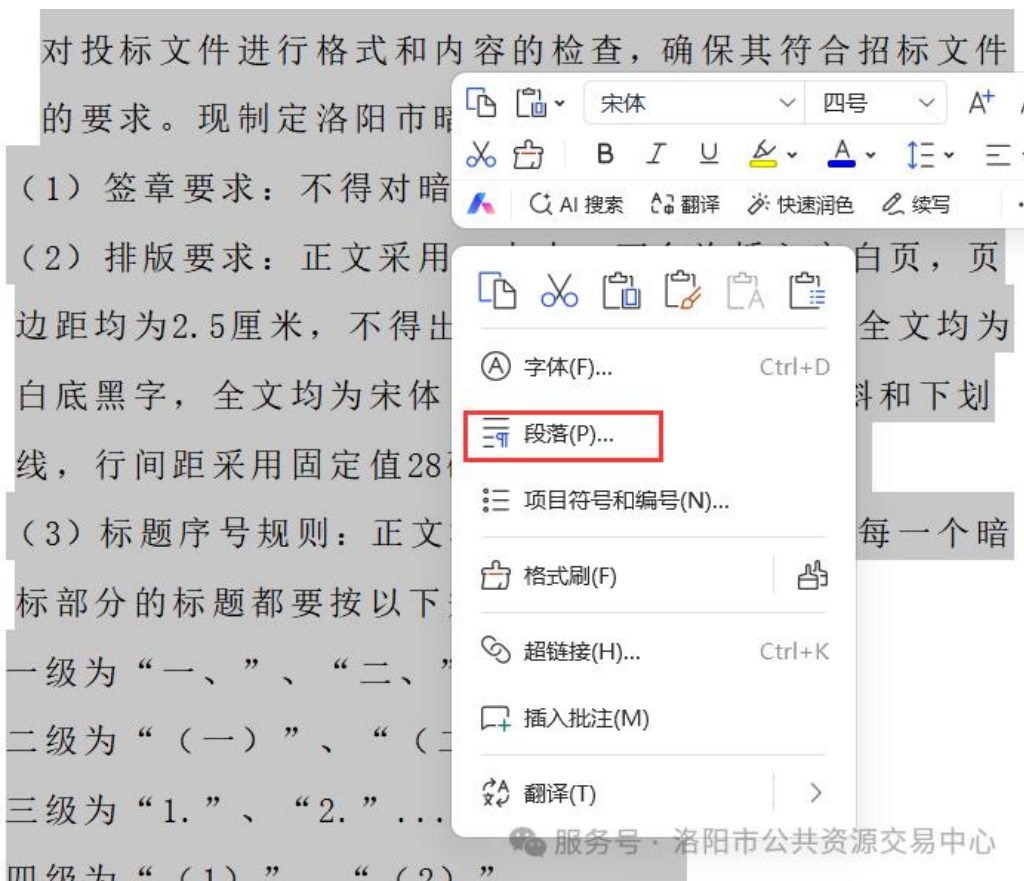 对投标文件进行格式和内容的检查，确保其符合招标文件
的要求。现制定洛阳市暗
（1）签章要求：不得对暗
（2）排版要求：正文采用
白页，页
边距均为2.5厘米，不得出
全文均为
白底黑字，全文均为宋体
和下划
线，行间距采用固定值28
（3）标题序号规则：正文
每一个暗
标部分的标题都要按以下
一级为“一、”、“二、”
二级为“（一）”、“（二
三级为“1.”、“2.”...
四级为“（1）”、“（2）”
宋体 四号 A+
B I U A
AI 搜索 翻译 快速润色 续写
字体(F)... Ctrl+D
段落(P)...
项目符号和编号(N)...
格式刷(F)
超链接(H)... Ctrl+K
插入批注(M)
翻译(T)
服务号 · 洛阳市公共资源交易中心